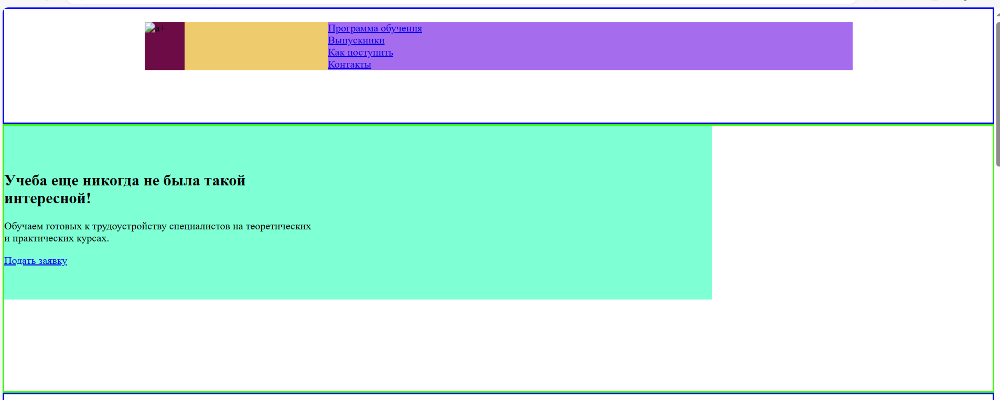 a+
Программа обучения
Выпускники
Как поступить
Контакты
Учеба еще никогда не была такой
интересной!
Обучаем готовых к трудоустройству специалистов на теоретических
и практических курсах.
Подать заявку